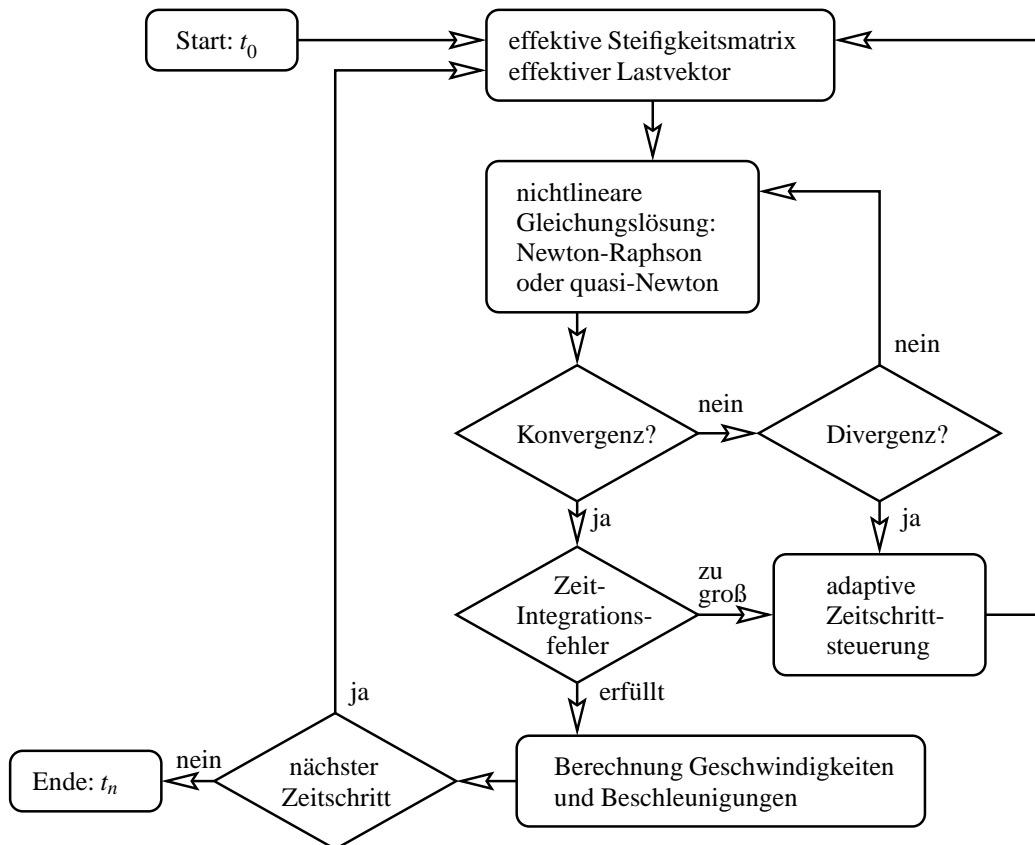 Start: t0
effektive Steifigkeitsmatrix
effektiver Lastvektor
nichtlineare
Gleichungslösung:
Newton-Raphson
oder quasi-Newton
nein
Konvergenz?
nein
Divergenz?
ja
ja
Zeit-
Integrations-
fehler
zu
groß
adaptive
Zeitschritt-
steuerung
erfüllt
ja
Berechnung Geschwindigkeiten
und Beschleunigungen
nächster
Zeitschritt
nein
Ende: tn